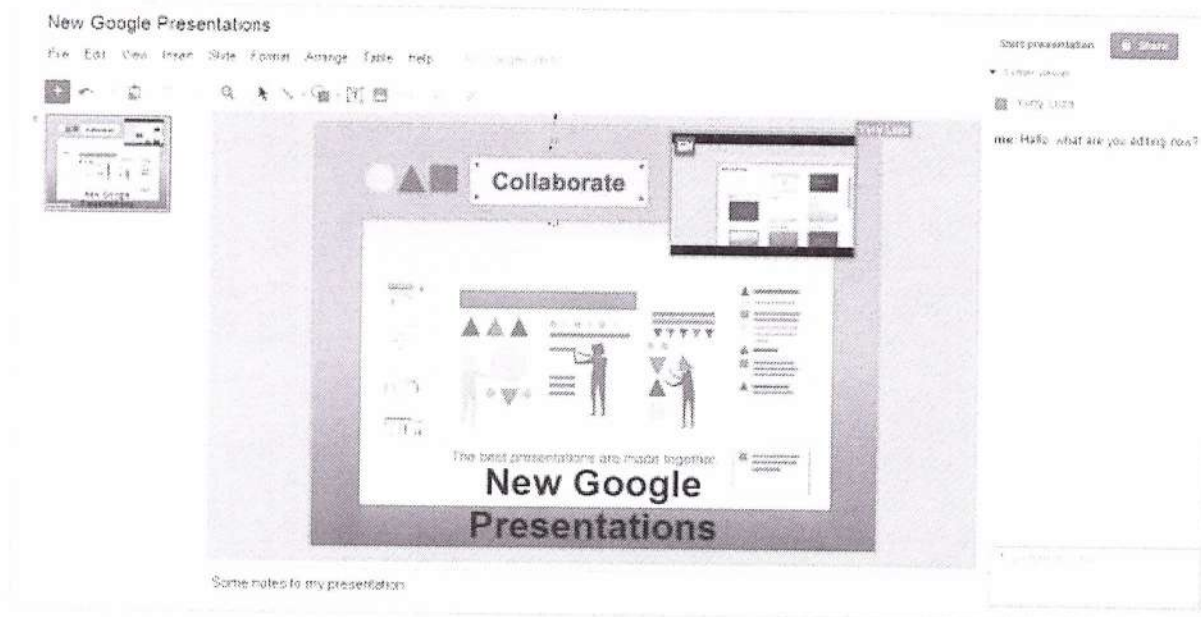 New Google Presentations
File Edit View Insert Slide Format Arrange Table Help
Start presentation Share
me: Hallo, what are you editing now?
Collaborate
The best presentations are made together
New Google
Presentations
Some notes to my presentation